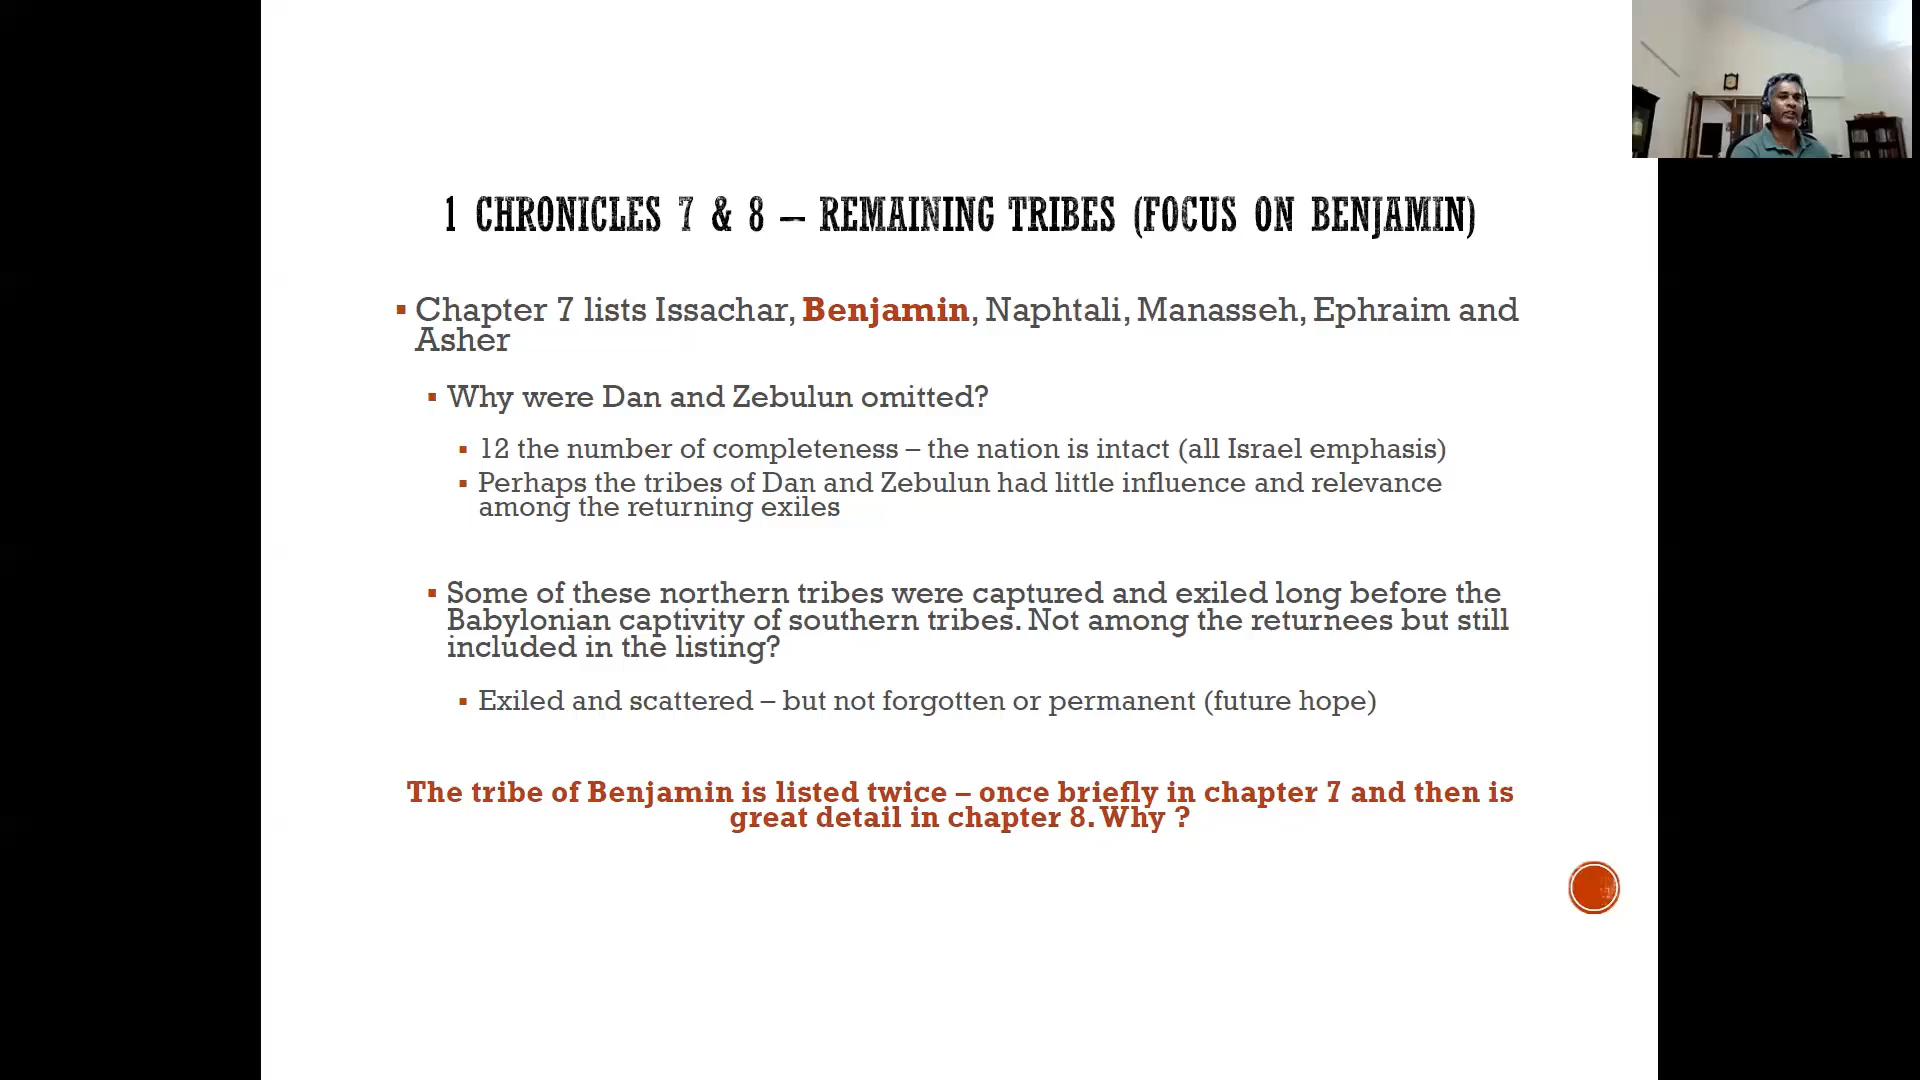 1 CHRONICLES 7 & 8 – REMAINING TRIBES (FOCUS ON BENJAMIN)
Chapter 7 lists Issachar, Benjamin, Naphtali, Manasseh, Ephraim and
Asher
Why were Dan and Zebulun omitted?
12 the number of completeness – the nation is intact (all Israel emphasis)
Perhaps the tribes of Dan and Zebulun had little influence and relevance
among the returning exiles
Some of these northern tribes were captured and exiled long before the
Babylonian captivity of southern tribes. Not among the returnees but still
included in the listing?
Exiled and scattered – but not forgotten or permanent (future hope)
The tribe of Benjamin is listed twice – once briefly in chapter 7 and then is
great detail in chapter 8. Why ?